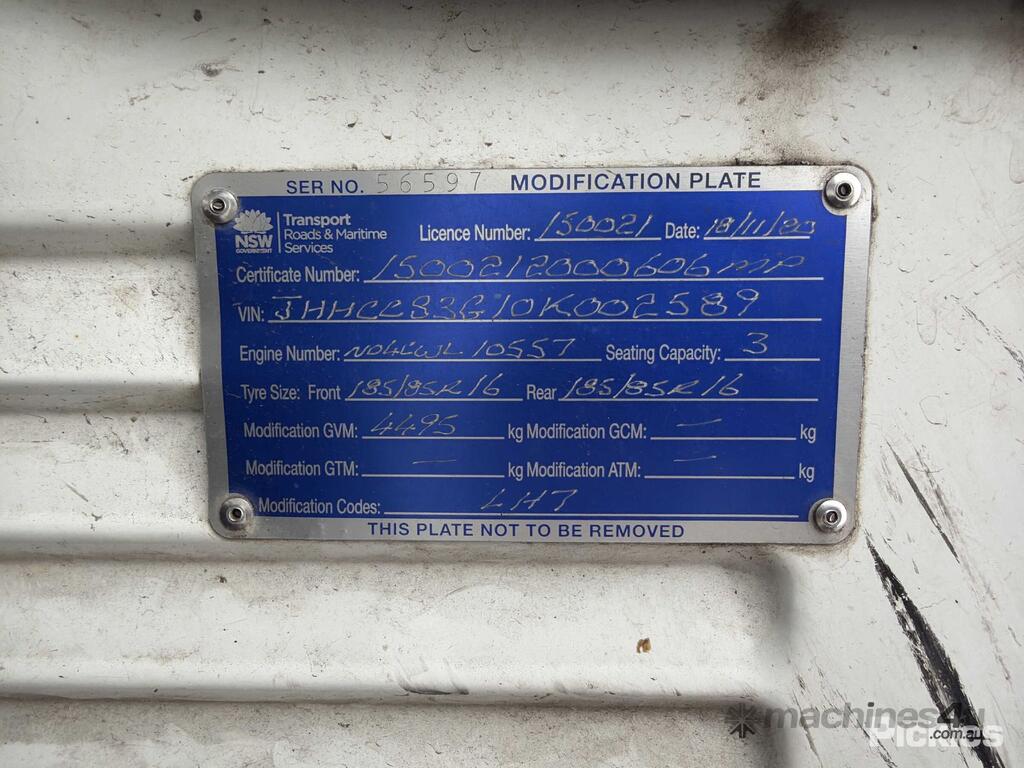 SER NO. 56597 MODIFICATION PLATE
NSW GOVERNMENT
Transport
Roads & Maritime
Services
Licence Number: 150021 Date: 18/11/20
Certificate Number: 1500212000606MP
VIN: JHHCCS3G10K002589
Engine Number: NO4CWL10557 Seating Capacity: 3
Tyre Size: Front 185/85R16 Rear 185/85R16
Modification GVM: 4495 kg Modification GCM: — kg
Modification GTM: — kg Modification ATM: — kg
Modification Codes: LH7
THIS PLATE NOT TO BE REMOVED
machines4u
.com.au
Pickles